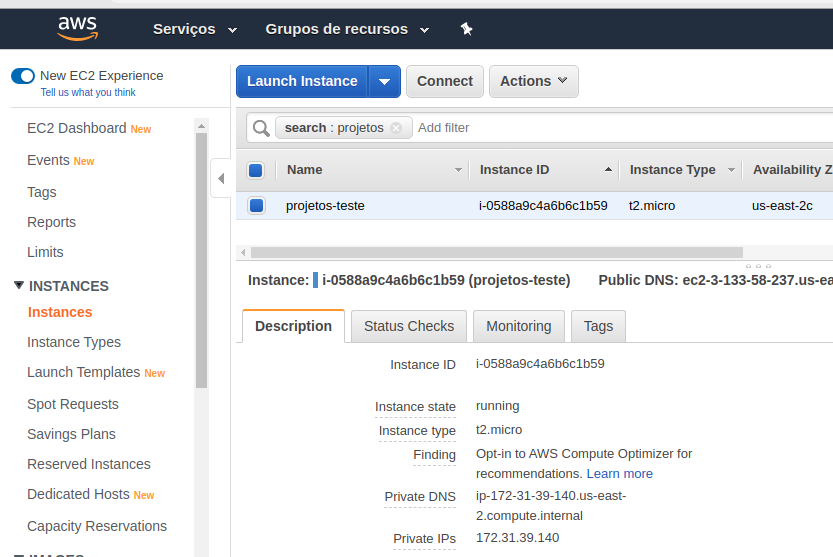 aws
Serviços
Grupos de recursos
New EC2 Experience
Tell us what you think
EC2 Dashboard New
Events New
Tags
Reports
Limits
INSTANCES
Instances
Instance Types
Launch Templates New
Spot Requests
Savings Plans
Reserved Instances
Dedicated Hosts New
Capacity Reservations
IMAGES
Launch Instance
Connect
Actions
search : projetos
Add filter
Name
Instance ID
Instance Type
Availability Z
projetos-teste
i-0588a9c4a6b6c1b59
t2.micro
us-east-2c
Instance: i-0588a9c4a6b6c1b59 (projetos-teste)
Public DNS: ec2-3-133-58-237.us-ea
Description
Status Checks
Monitoring
Tags
Instance ID
i-0588a9c4a6b6c1b59
Instance state
running
Instance type
t2.micro
Finding
Opt-in to AWS Compute Optimizer for
recommendations. Learn more
Private DNS
ip-172-31-39-140.us-east-
2.compute.internal
Private IPs
172.31.39.140